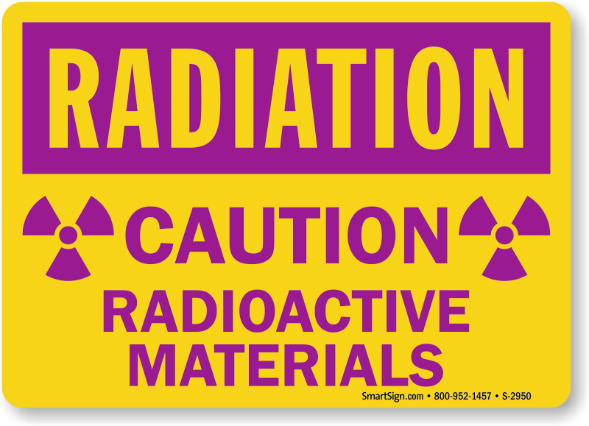 RADIATION
CAUTION
RADIOACTIVE
MATERIALS
SmartSign.com • 800-952-1457 • S-2950